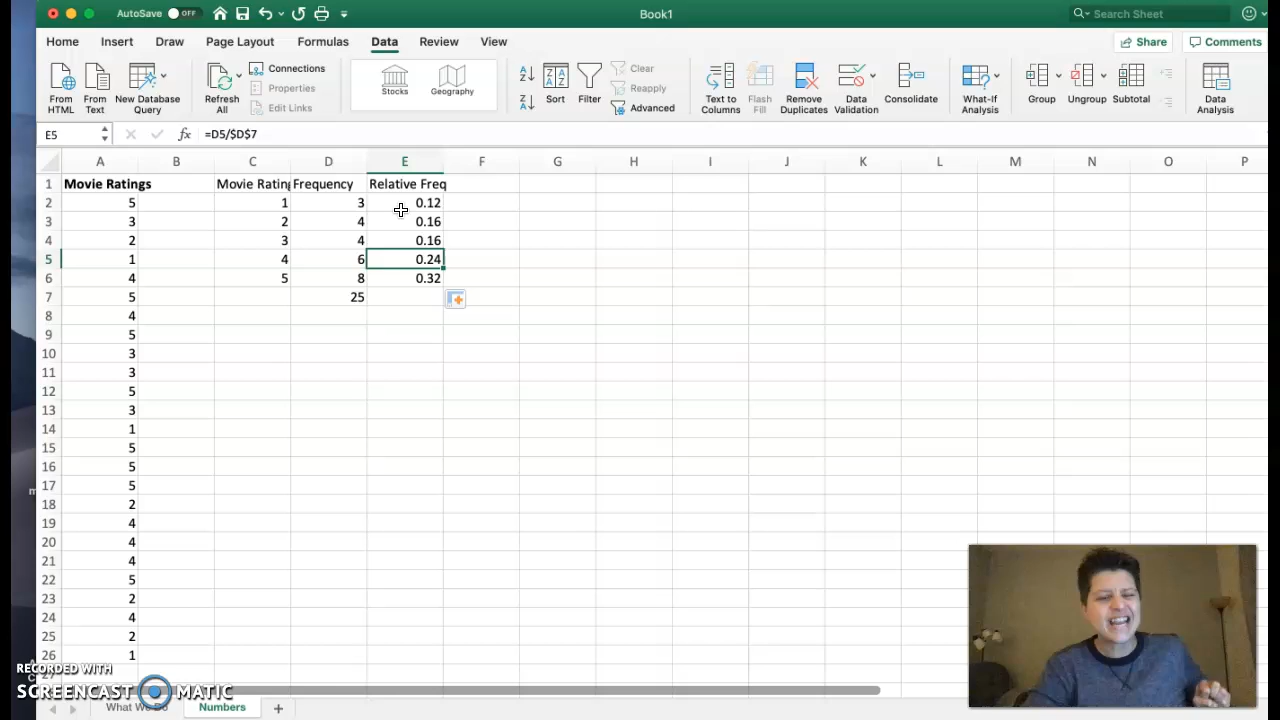 AutoSave OFF Book1 Search Sheet
Home Insert Draw Page Layout Formulas Data Review View Share Comments
From HTML From Text New Database Query Refresh All Connections Properties Edit Links Stocks Geography Sort Filter Clear Reapply Advanced Text to Columns Flash Fill Remove Duplicates Data Validation Consolidate What-If Analysis Group Ungroup Subtotal Data Analysis
E5 fx =D5/$D$7
A B C D E F G H I J K L M N O P
1 Movie Ratings Movie Rating Frequency Relative Freq
2 5 1 3 0.12
3 3 2 4 0.16
4 2 3 4 0.16
5 1 4 6 0.24
6 4 5 8 0.32
7 5 25
8 4
9 5
10 3
11 3
12 5
13 3
14 1
15 5
16 5
17 5
18 2
19 4
20 4
21 4
22 5
23 2
24 4
25 2
26 1
RECORDED WITH
SCREENCAST MATIC
What We Do Numbers